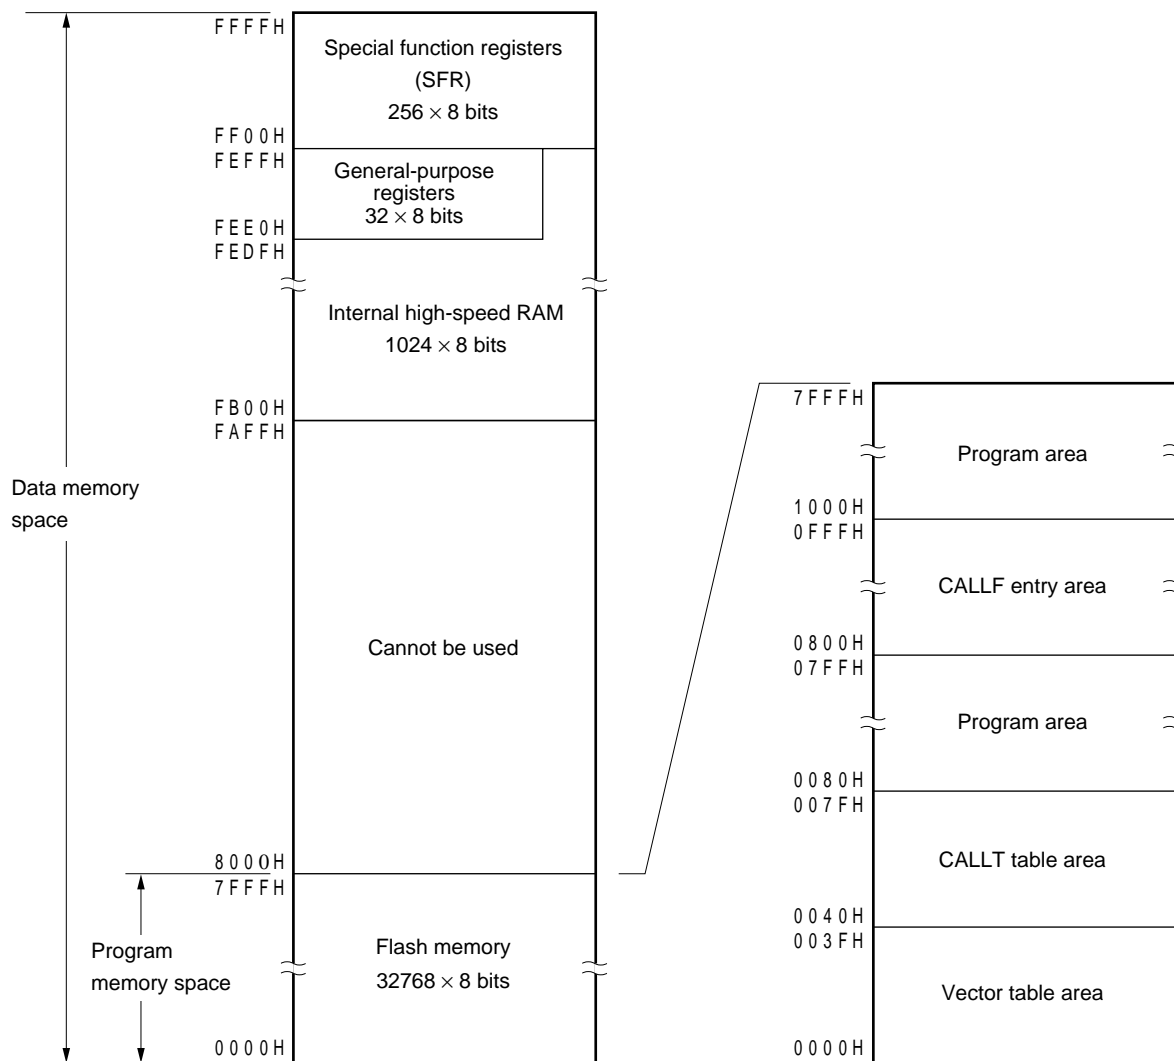 FFFFH
Special function registers
(SFR)
256 × 8 bits
FF00H
FEFFH
General-purpose
registers
32 × 8 bits
FEE0H
FEDFH
Internal high-speed RAM
1024 × 8 bits
FB00H
FAFFH
Data memory
space
Cannot be used
8000H
7FFFH
Program
memory space
Flash memory
32768 × 8 bits
0000H
7FFFH
Program area
1000H
0FFFH
CALLF entry area
0800H
07FFH
Program area
0080H
007FH
CALLT table area
0040H
003FH
Vector table area
0000H